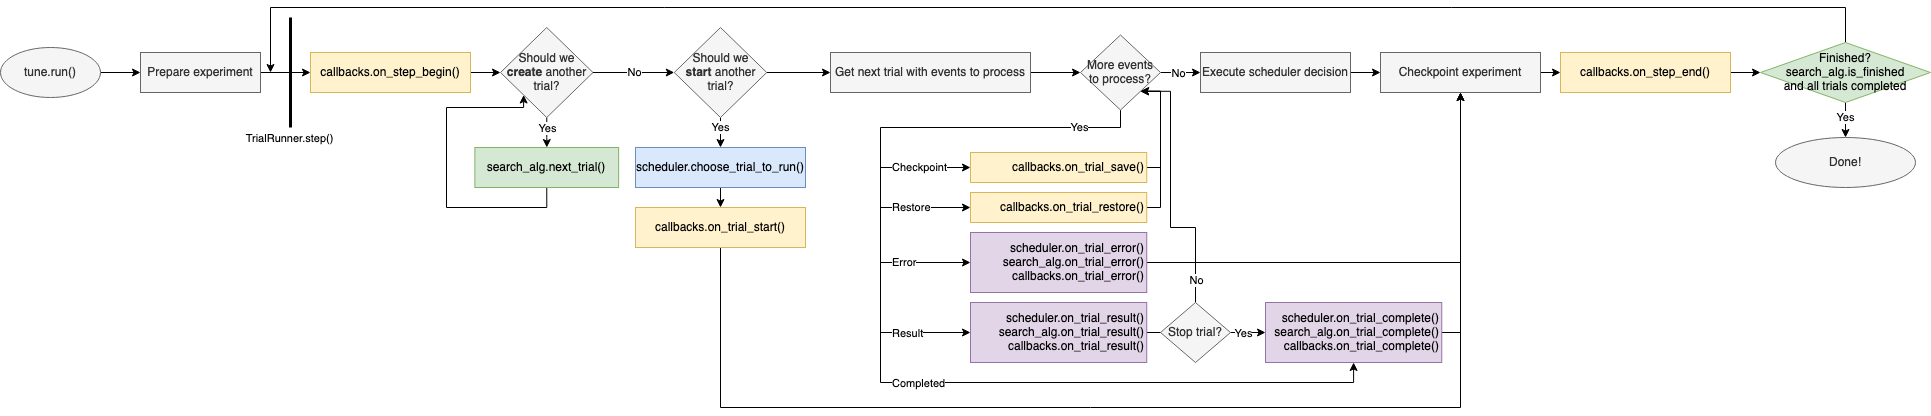 tune.run()
Prepare experiment
TrialRunner.step()
callbacks.on_step_begin()
Should we
create another
trial?
No
Yes
search_alg.next_trial()
Should we
start another
trial?
Yes
scheduler.choose_trial_to_run()
callbacks.on_trial_start()
Get next trial with events to process
More events
to process?
No
Yes
Checkpoint
callbacks.on_trial_save()
Restore
callbacks.on_trial_restore()
Error
scheduler.on_trial_error()
search_alg.on_trial_error()
callbacks.on_trial_error()
Result
scheduler.on_trial_result()
search_alg.on_trial_result()
callbacks.on_trial_result()
Stop trial?
No
Yes
scheduler.on_trial_complete()
search_alg.on_trial_complete()
callbacks.on_trial_complete()
Completed
Execute scheduler decision
Checkpoint experiment
callbacks.on_step_end()
Finished?
search_alg.is_finished
and all trials completed
Yes
Done!